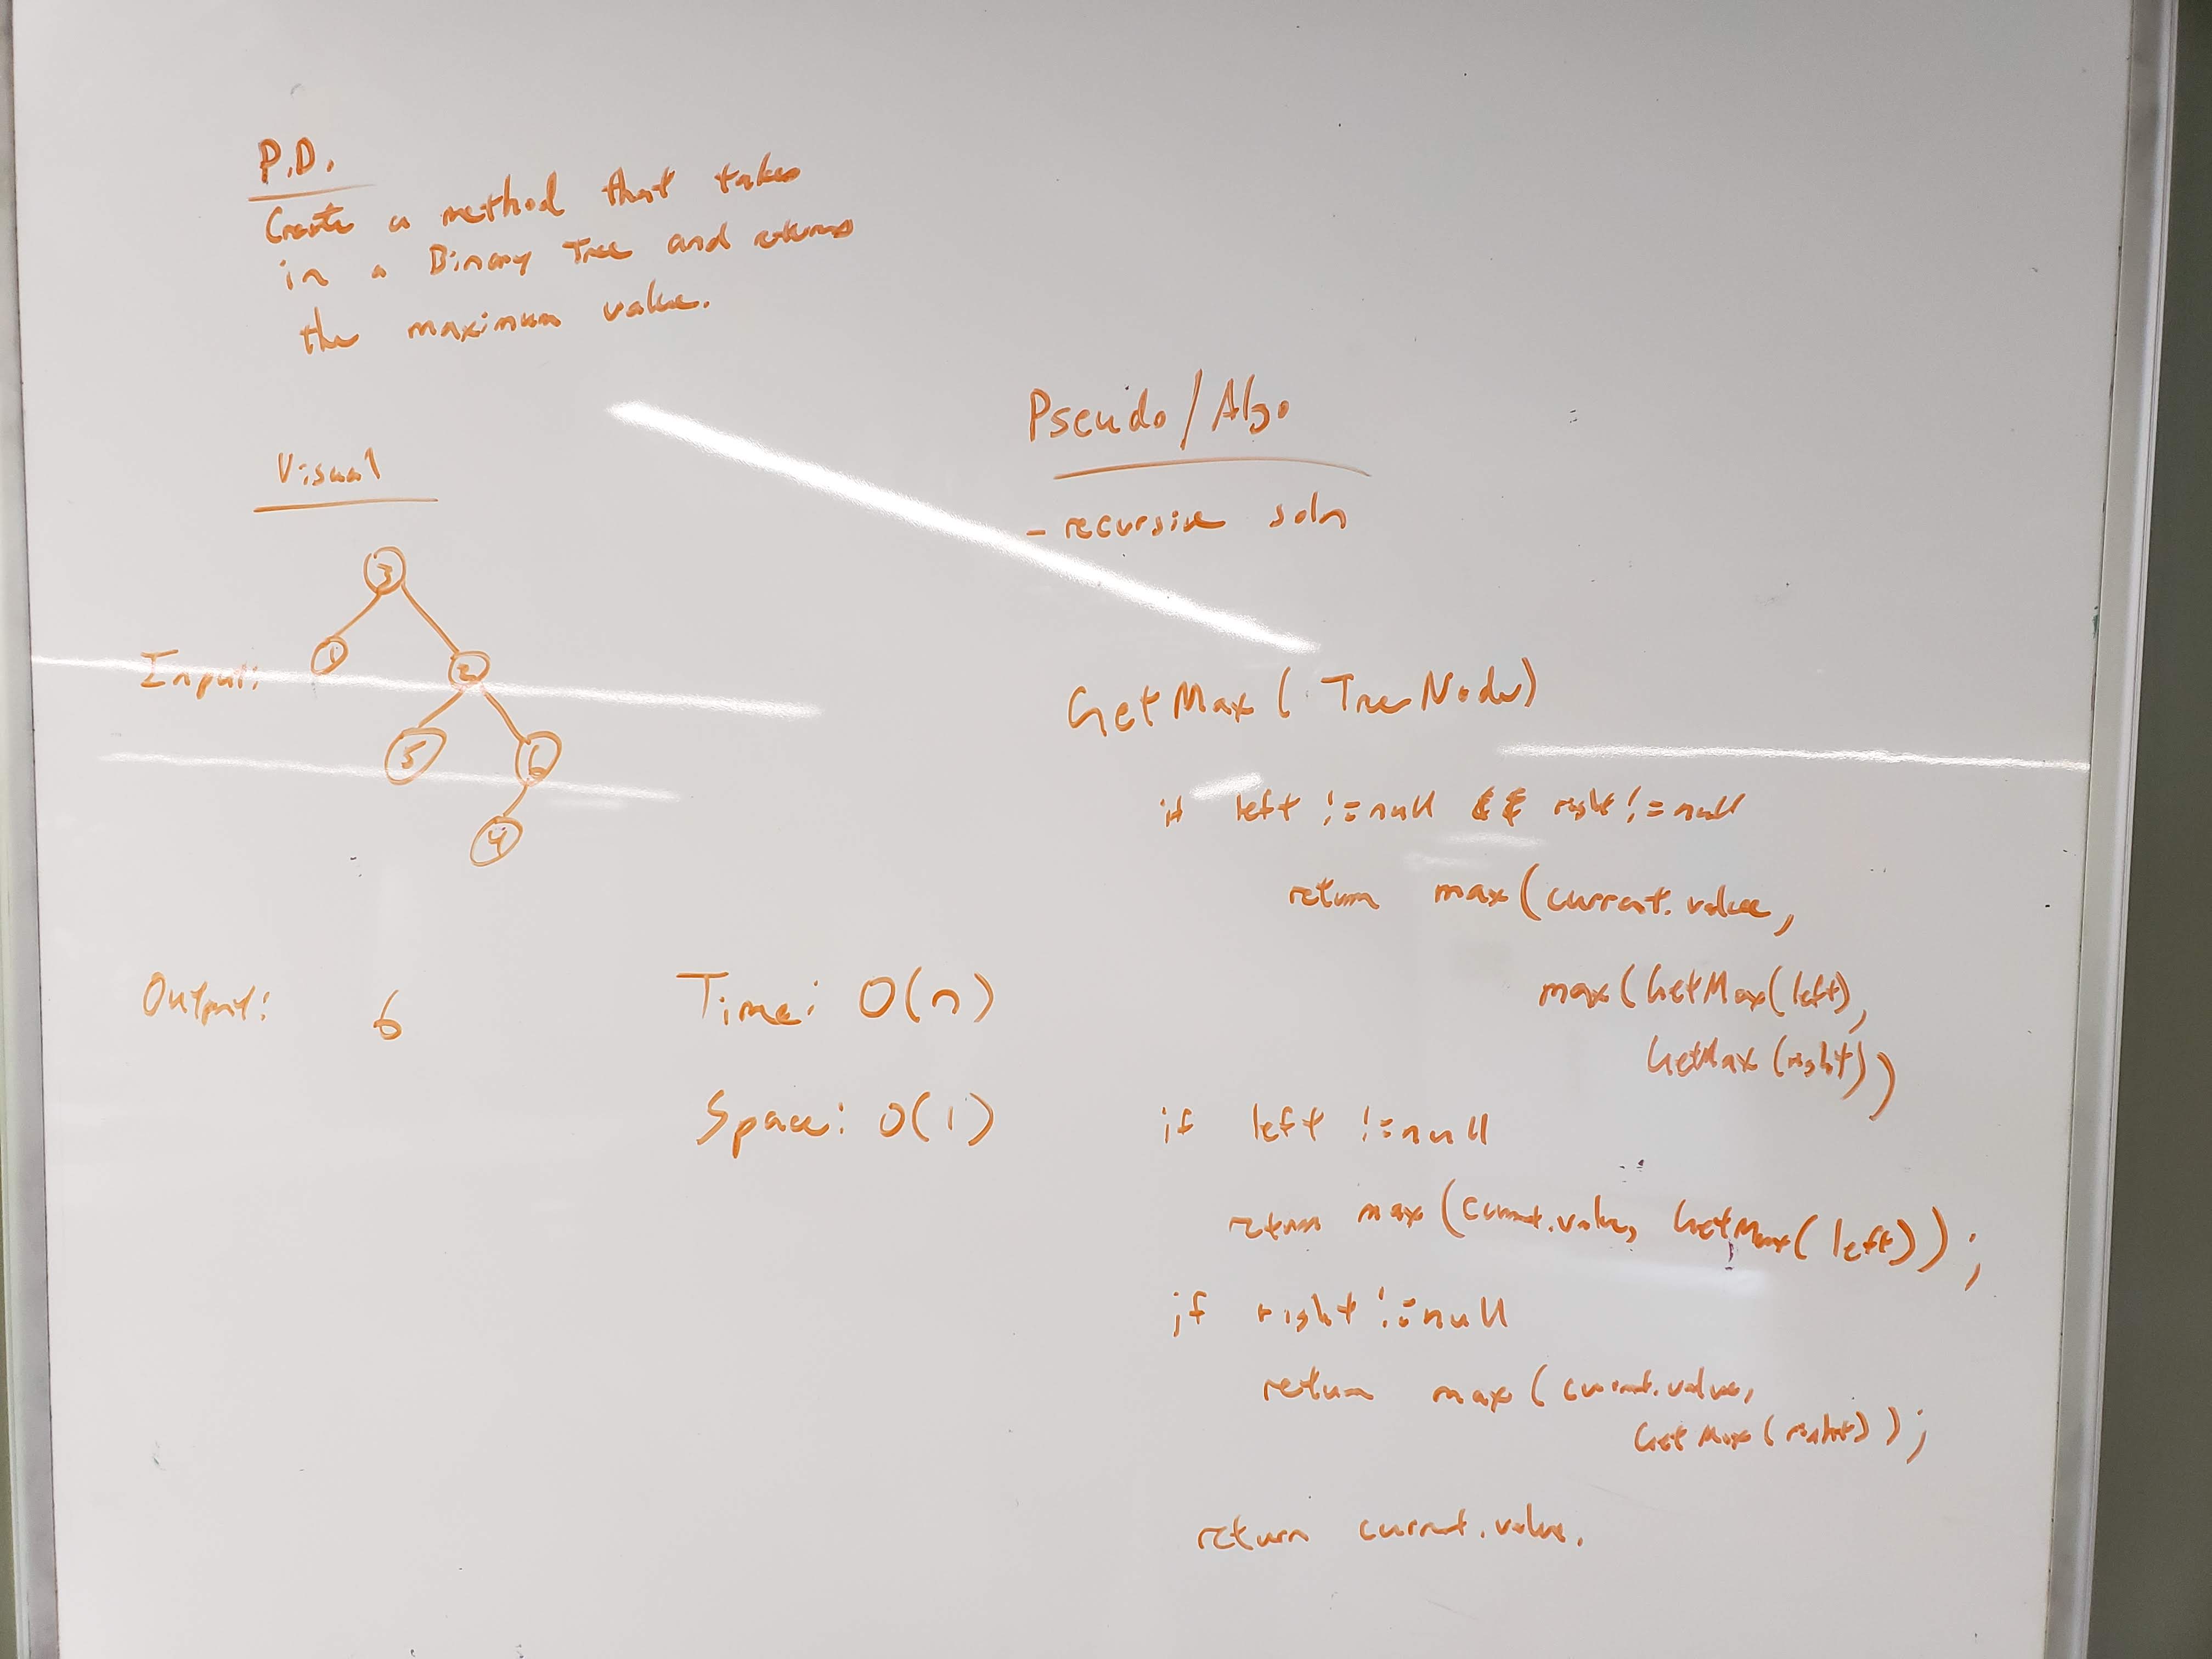 P.D.
Create a method that takes
in a Binary Tree and returns
the maximum value.
Visual
3
1
2
Input:
5
6
4
Output: 6
Time: O(n)
Space: O(1)
Pseudo/Algo
- recursive soln
GetMax( TreeNode)
if left != null && right != null
return max(current.value,
max(GetMax(left),
GetMax(right))
if left != null
return max(current.value, GetMax(left));
if right != null
return max(current.value,
GetMax(right));
return current.value.